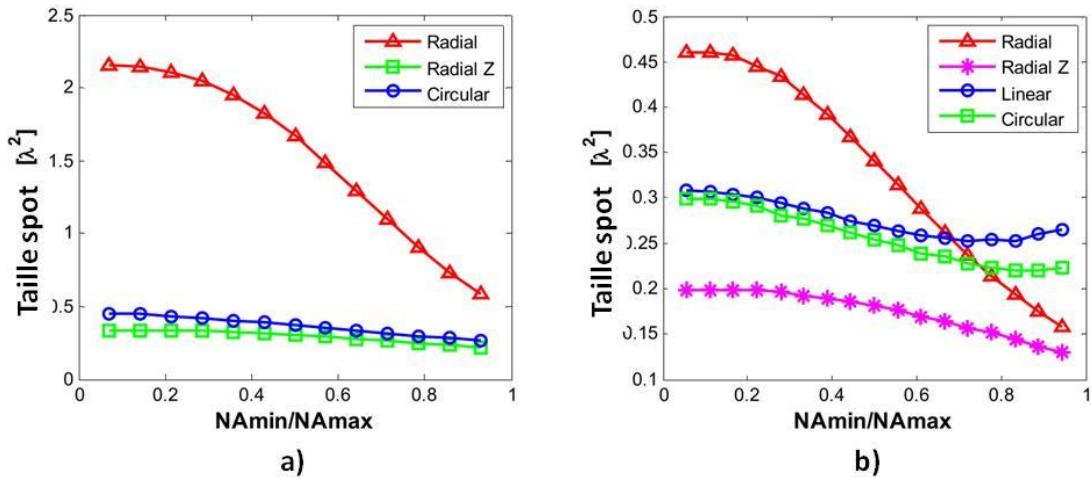 2.5
2
1.5
1
0.5
0
0
0.2
0.4
0.6
0.8
1
Taille spot [λ²]
NAmin/NAmax
Radial
Radial Z
Circular
a)
0.5
0.45
0.4
0.35
0.3
0.25
0.2
0.15
0.1
0
0.2
0.4
0.6
0.8
1
Taille spot [λ²]
NAmin/NAmax
Radial
Radial Z
Linear
Circular
b)